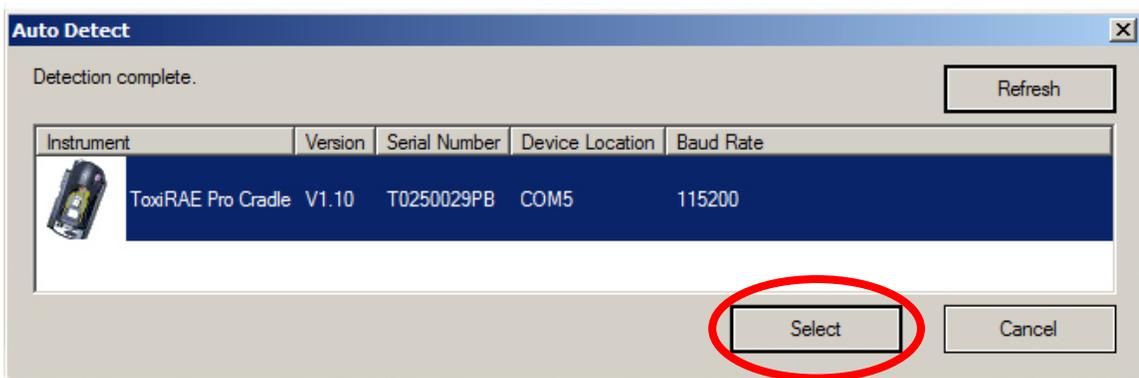 Auto Detect
Detection complete.
Refresh
Instrument Version Serial Number Device Location Baud Rate
ToxiRAE Pro Cradle V1.10 T0250029PB COM5 115200
Select Cancel